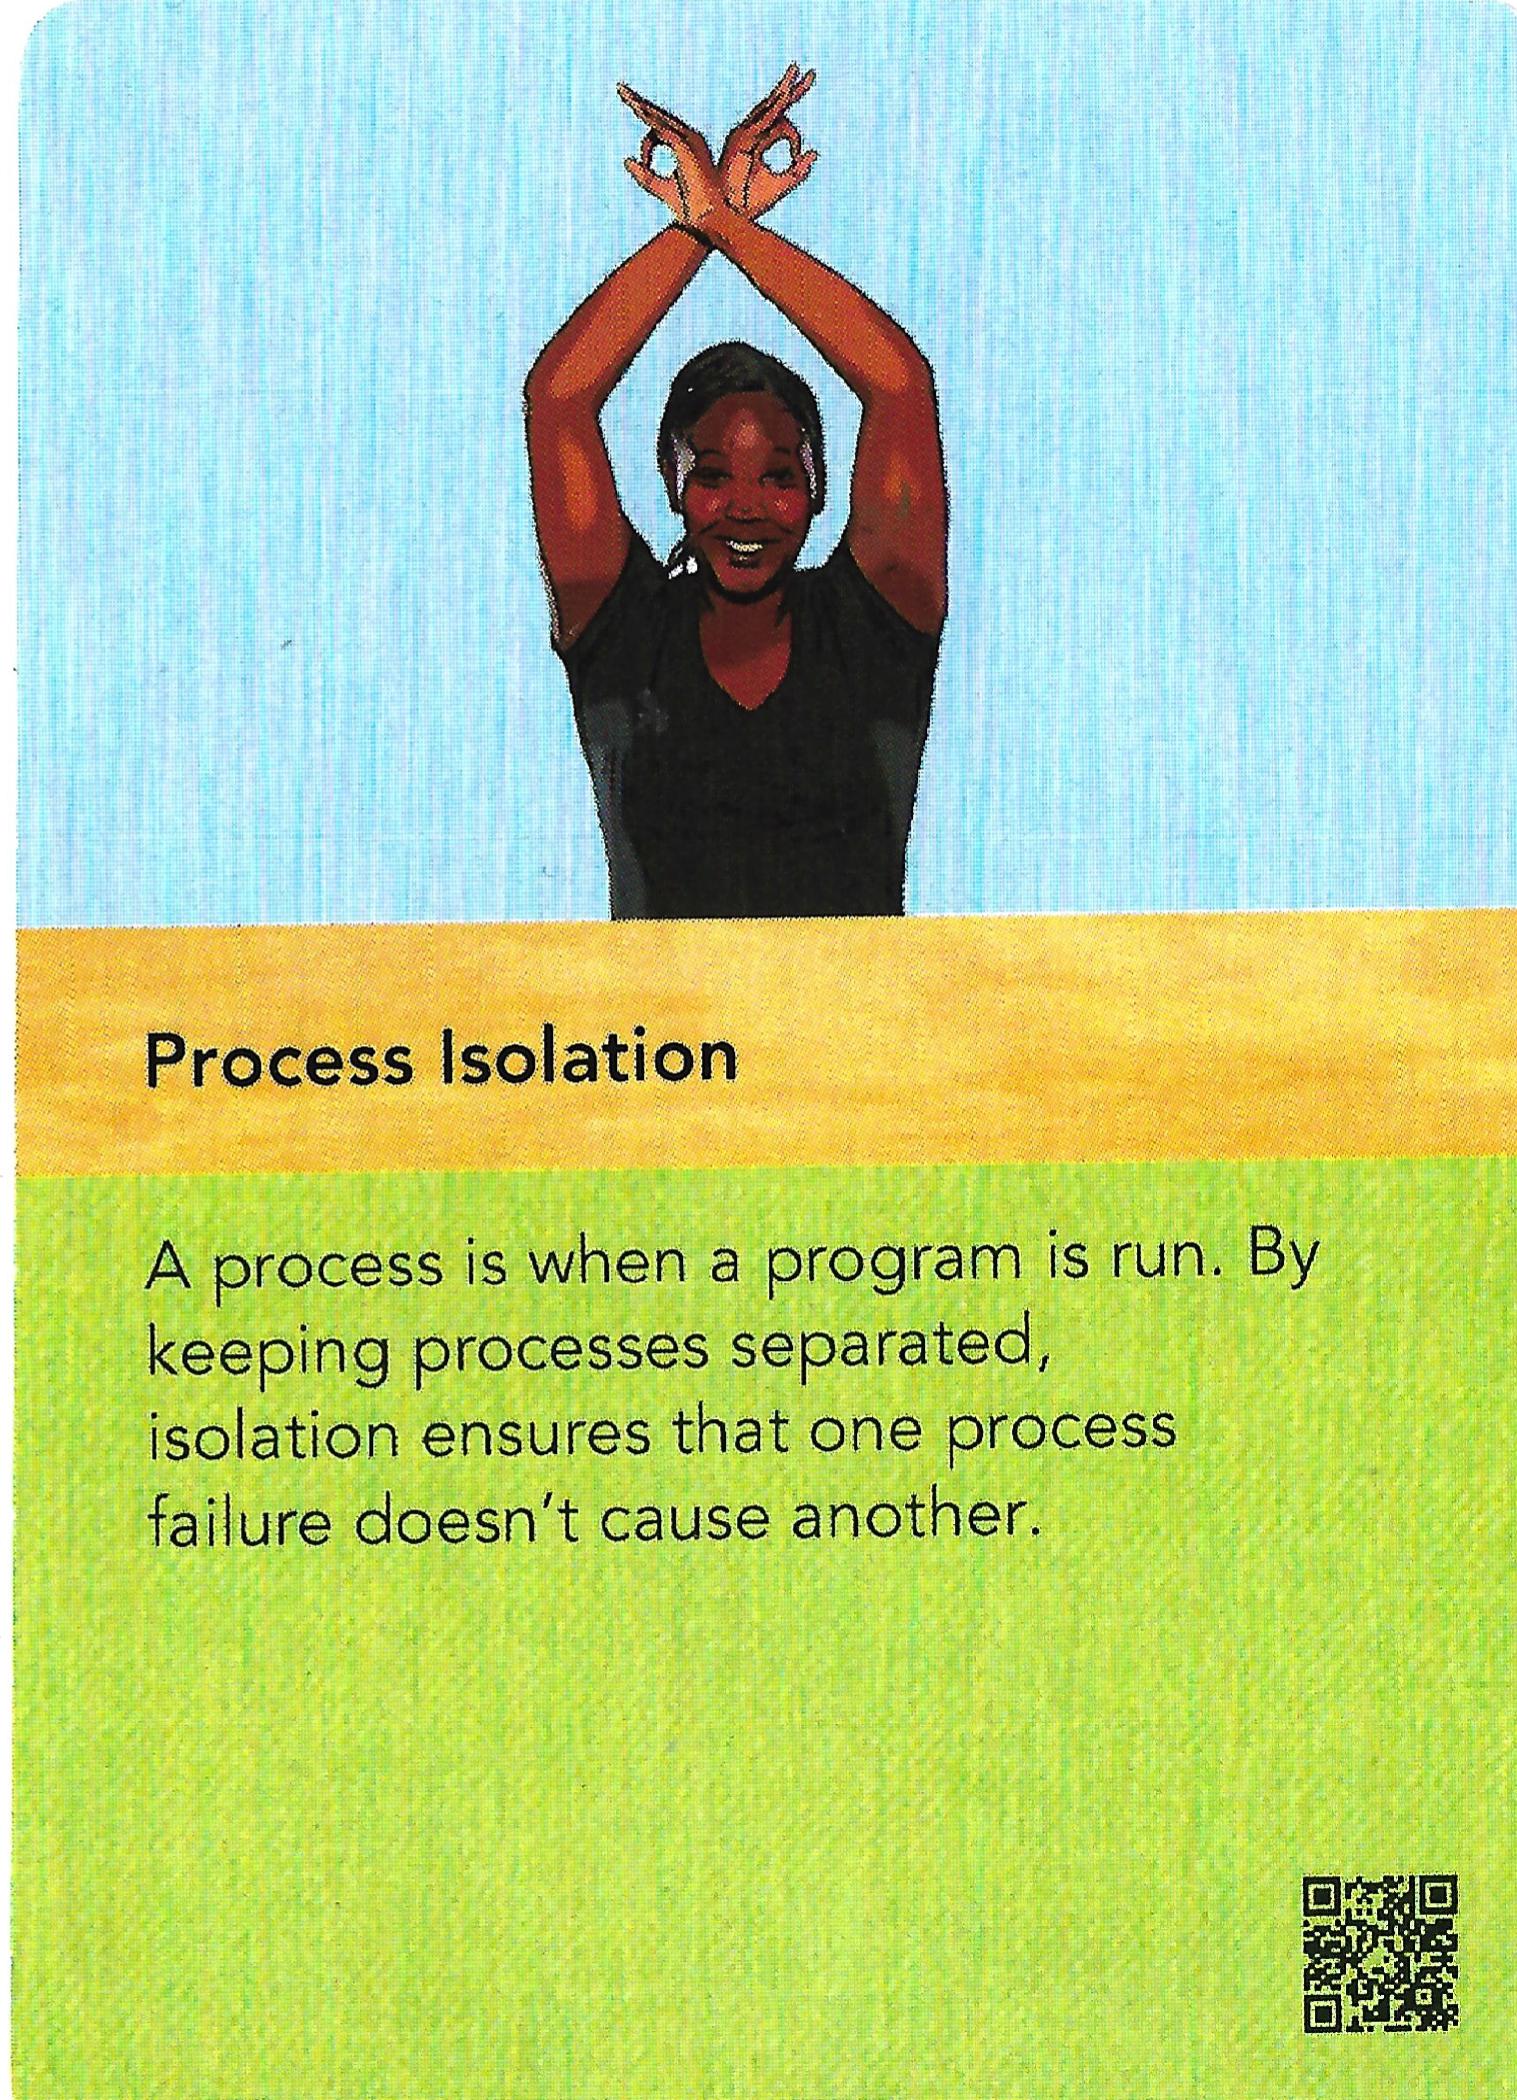 Process Isolation
A process is when a program is run. By
keeping processes separated,
isolation ensures that one process
failure doesn't cause another.